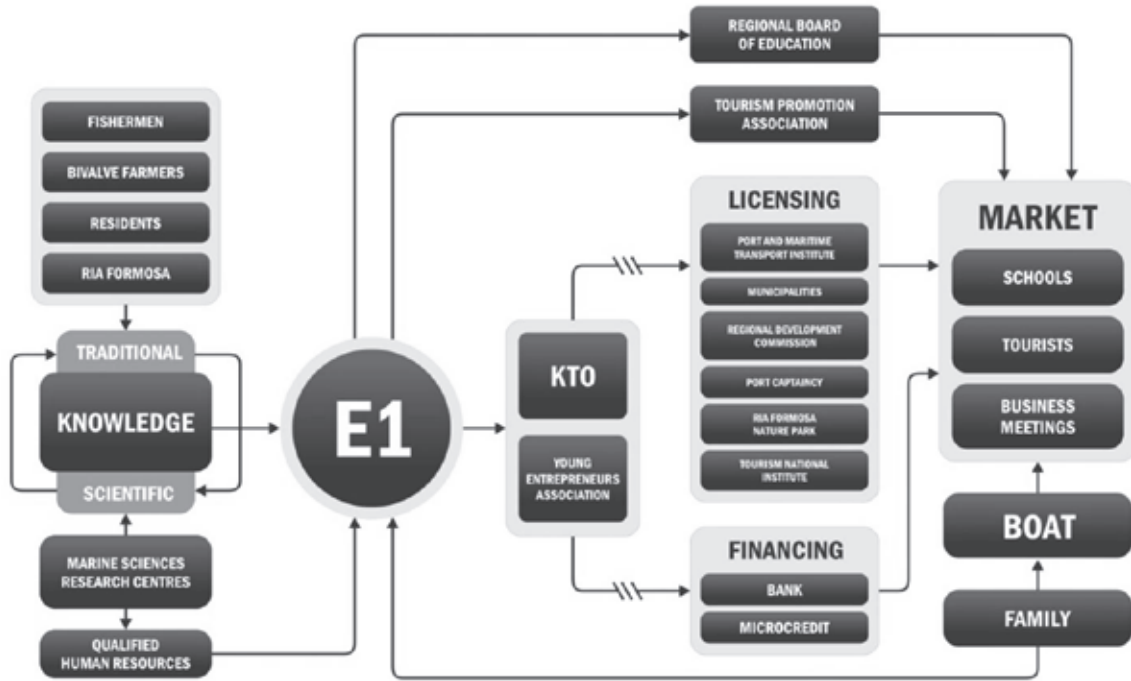 FISHERMEN
BIVALVE FARMERS
RESIDENTS
RIA FORMOSA
TRADITIONAL
KNOWLEDGE
SCIENTIFIC
MARINE SCIENCES
RESEARCH CENTRES
QUALIFIED
HUMAN RESOURCES
E1
KTO
YOUNG
ENTREPRENEURS
ASSOCIATION
REGIONAL BOARD
OF EDUCATION
TOURISM PROMOTION
ASSOCIATION
LICENSING
PORT AND MARITIME
TRANSPORT INSTITUTE
MUNICIPALITIES
REGIONAL DEVELOPMENT
COMMISSION
PORT CAPTAINCY
RIA FORMOSA
NATURE PARK
TOURISM NATIONAL
INSTITUTE
FINANCING
BANK
MICROCREDIT
MARKET
SCHOOLS
TOURISTS
BUSINESS
MEETINGS
BOAT
FAMILY